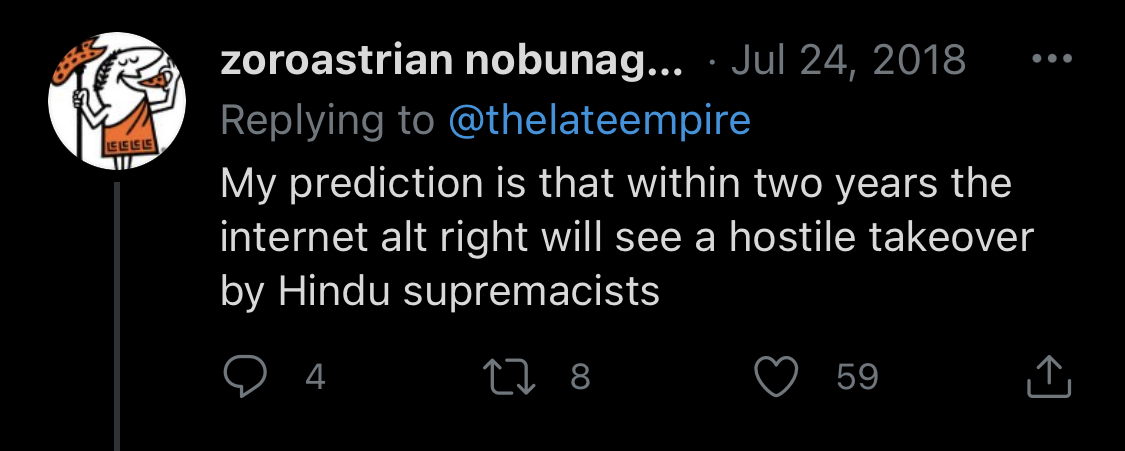 zoroastrian nobunag... · Jul 24, 2018
Replying to @thelateempire
My prediction is that within two years the
internet alt right will see a hostile takeover
by Hindu supremacists
4 8 59